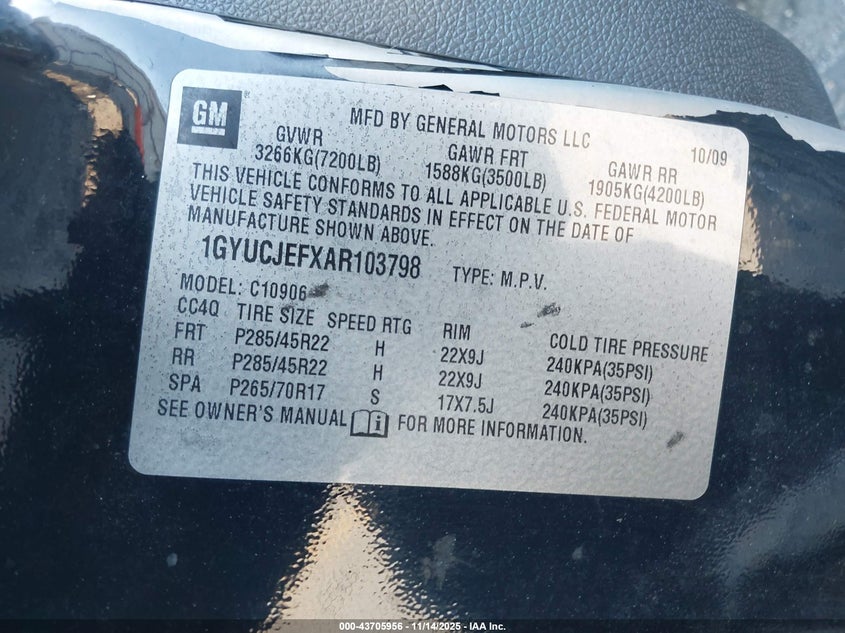 GM
MFD BY GENERAL MOTORS LLC 10/09
GVWR GAWR FRT GAWR RR
3266KG(7200LB) 1588KG(3500LB) 1905KG(4200LB)
THIS VEHICLE CONFORMS TO ALL APPLICABLE U.S. FEDERAL MOTOR
VEHICLE SAFETY STANDARDS IN EFFECT ON THE DATE OF
MANUFACTURE SHOWN ABOVE.
1GYUCJEFXAR103798 TYPE: M.P.V.
MODEL: C10906
CC4Q TIRE SIZE SPEED RTG RIM COLD TIRE PRESSURE
FRT P285/45R22 H 22X9J 240KPA(35PSI)
RR P285/45R22 H 22X9J 240KPA(35PSI)
SPA P265/70R17 S 17X7.5J 240KPA(35PSI)
SEE OWNER'S MANUAL i FOR MORE INFORMATION.
000-43705956 - 11/14/2025 - IAA Inc.